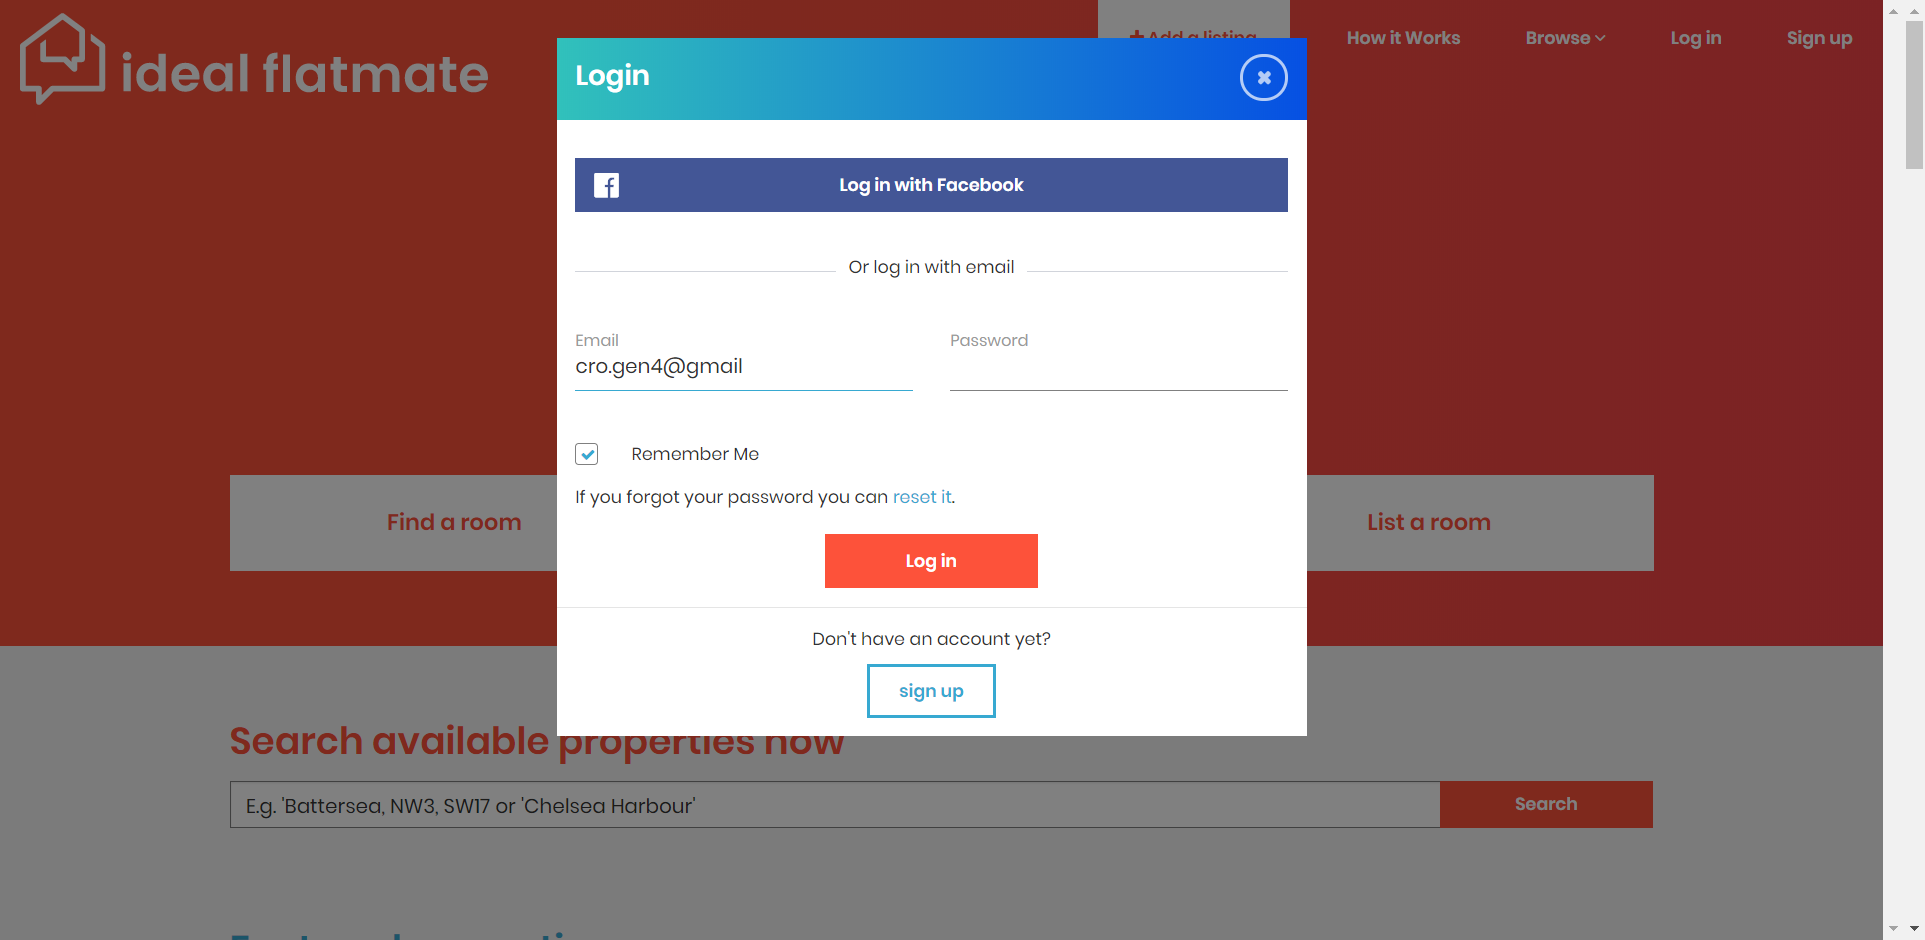 ideal flatmate
Add a listing
How it Works
Browse
Log in
Sign up
Login
Log in with Facebook
Or log in with email
Email
cro.gen4@gmail
Password
Remember Me
If you forgot your password you can reset it.
Find a room
List a room
Log in
Don't have an account yet?
sign up
Search available properties now
E.g. 'Battersea, NW3, SW17 or 'Chelsea Harbour'
Search